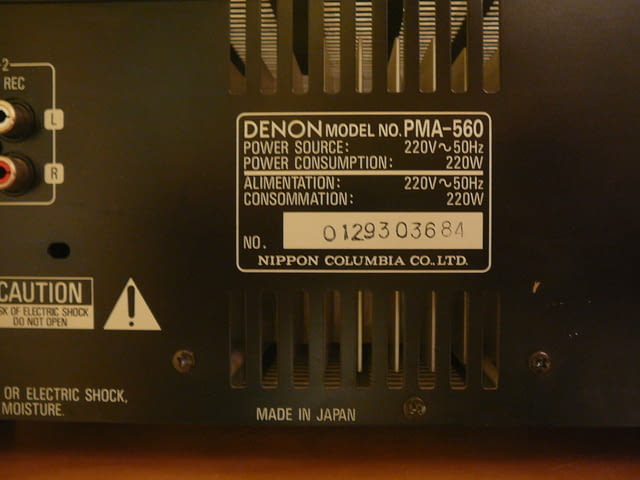 -2
REC
L
R
DENON MODEL NO. PMA-560
POWER SOURCE: 220V~50Hz
POWER CONSUMPTION: 220W
ALIMENTATION: 220V~50Hz
CONSOMMATION: 220W
NO. 0129303684
NIPPON COLUMBIA CO., LTD.
CAUTION
SK OF ELECTRIC SHOCK
DO NOT OPEN
!
OR ELECTRIC SHOCK,
MOISTURE.
MADE IN JAPAN